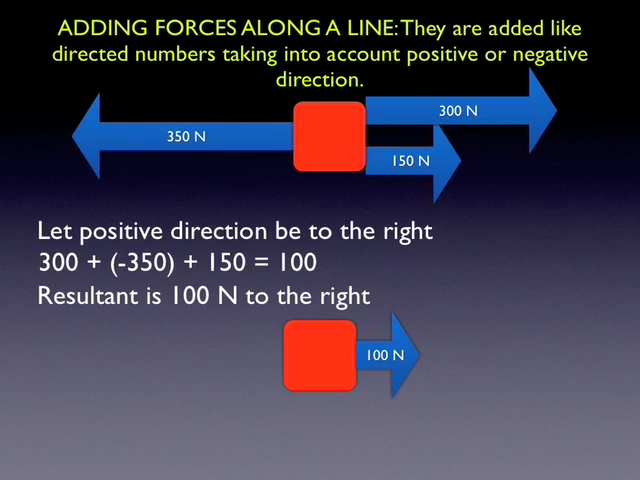 ADDING FORCES ALONG A LINE: They are added like
directed numbers taking into account positive or negative
direction.
300 N
350 N
150 N
Let positive direction be to the right
300 + (-350) + 150 = 100
Resultant is 100 N to the right
100 N